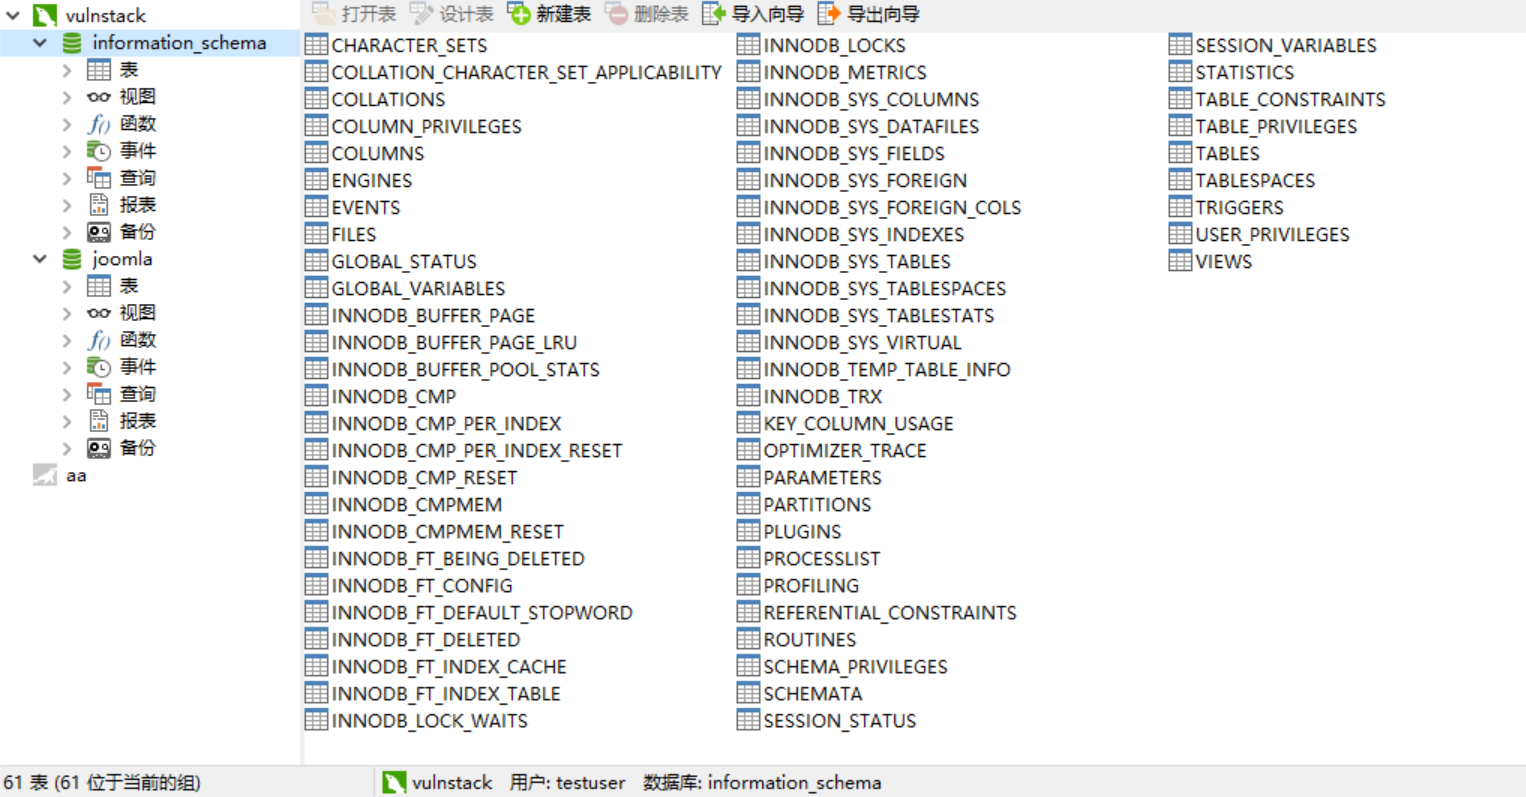 vulnstack
information_schema
表
视图
函数
事件
查询
报表
备份
joomla
表
视图
函数
事件
查询
报表
备份
aa
打开表 设计表 新建表 删除表 导入向导 导出向导
CHARACTER_SETS
COLLATION_CHARACTER_SET_APPLICABILITY
COLLATIONS
COLUMN_PRIVILEGES
COLUMNS
ENGINES
EVENTS
FILES
GLOBAL_STATUS
GLOBAL_VARIABLES
INNODB_BUFFER_PAGE
INNODB_BUFFER_PAGE_LRU
INNODB_BUFFER_POOL_STATS
INNODB_CMP
INNODB_CMP_PER_INDEX
INNODB_CMP_PER_INDEX_RESET
INNODB_CMP_RESET
INNODB_CMPMEM
INNODB_CMPMEM_RESET
INNODB_FT_BEING_DELETED
INNODB_FT_CONFIG
INNODB_FT_DEFAULT_STOPWORD
INNODB_FT_DELETED
INNODB_FT_INDEX_CACHE
INNODB_FT_INDEX_TABLE
INNODB_LOCK_WAITS
INNODB_LOCKS
INNODB_METRICS
INNODB_SYS_COLUMNS
INNODB_SYS_DATAFILES
INNODB_SYS_FIELDS
INNODB_SYS_FOREIGN
INNODB_SYS_FOREIGN_COLS
INNODB_SYS_INDEXES
INNODB_SYS_TABLES
INNODB_SYS_TABLESPACES
INNODB_SYS_TABLESTATS
INNODB_SYS_VIRTUAL
INNODB_TEMP_TABLE_INFO
INNODB_TRX
KEY_COLUMN_USAGE
OPTIMIZER_TRACE
PARAMETERS
PARTITIONS
PLUGINS
PROCESSLIST
PROFILING
REFERENTIAL_CONSTRAINTS
ROUTINES
SCHEMA_PRIVILEGES
SCHEMATA
SESSION_STATUS
SESSION_VARIABLES
STATISTICS
TABLE_CONSTRAINTS
TABLE_PRIVILEGES
TABLES
TABLESPACES
TRIGGERS
USER_PRIVILEGES
VIEWS
61 表 (61 位于当前的组) vulnstack 用户: testuser 数据库: information_schema